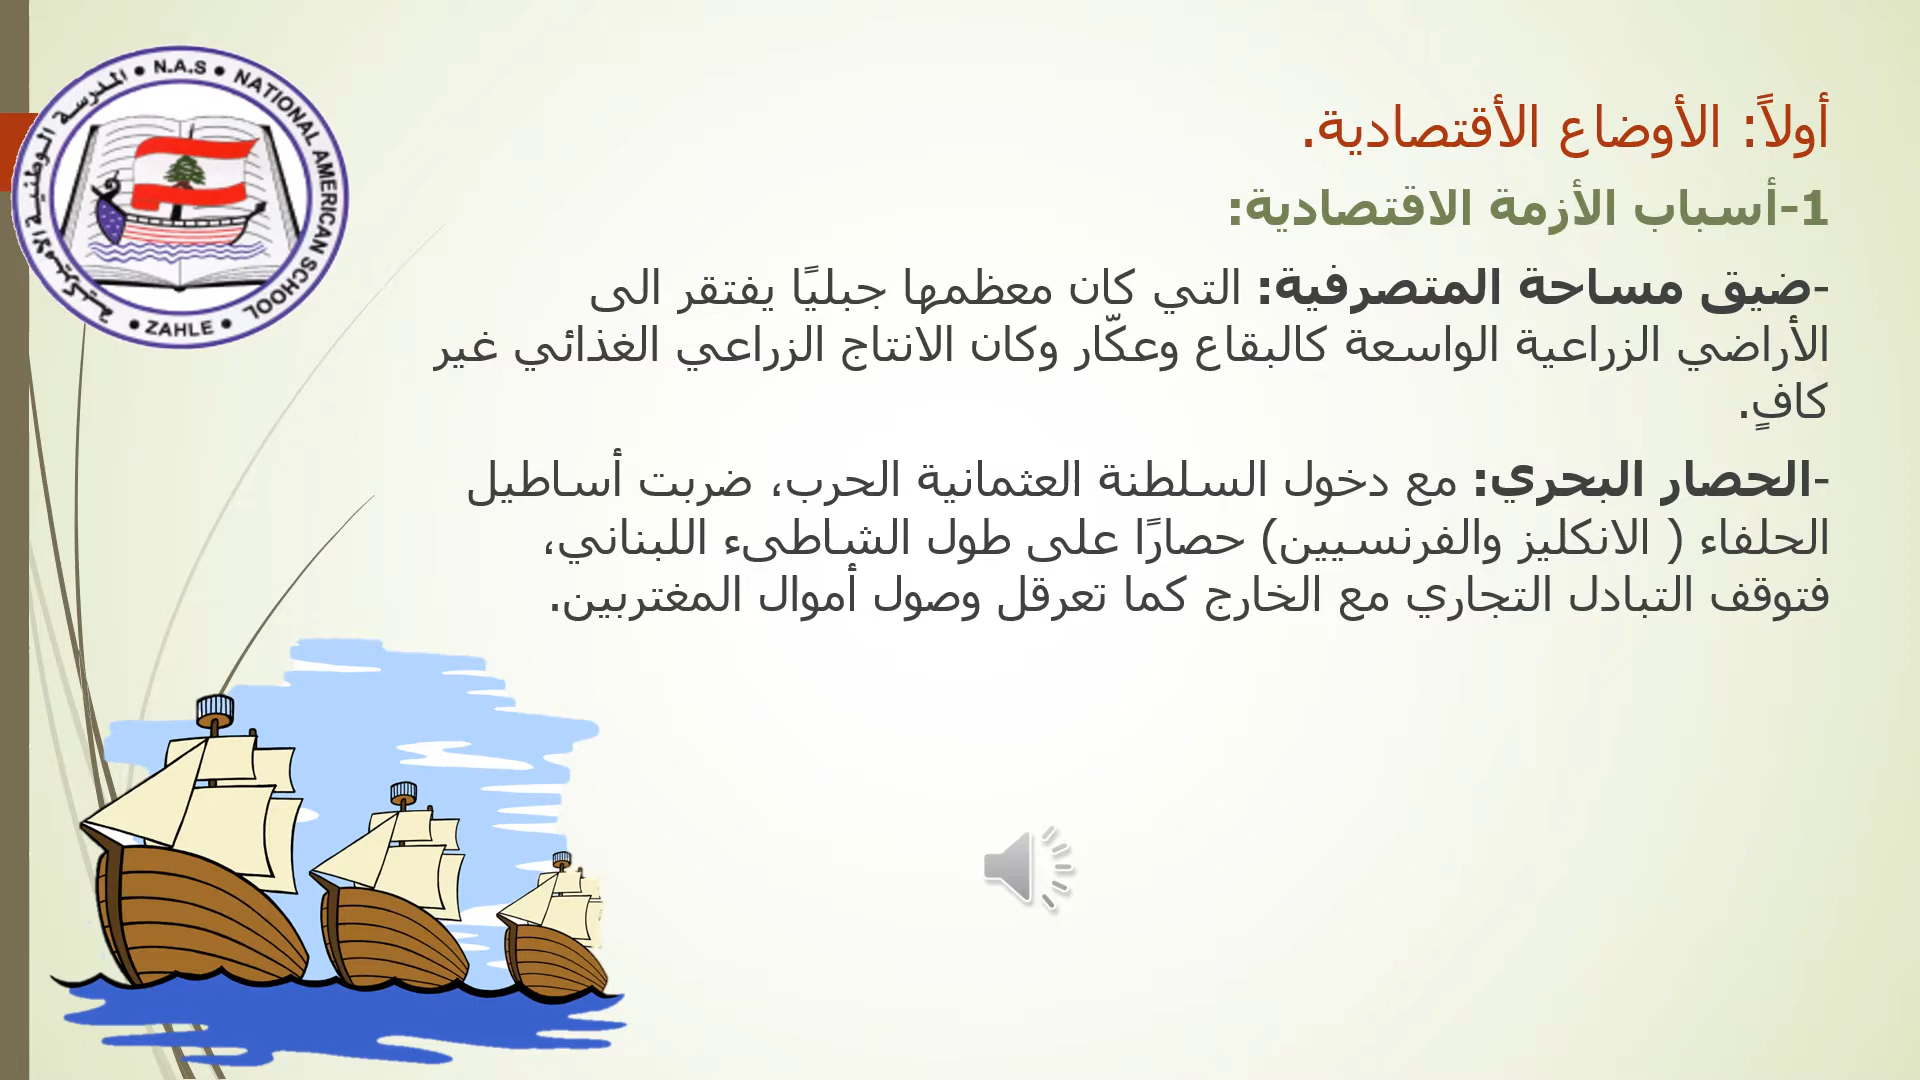 • N.A.S •
NATIONAL AMERICAN SCHOOL
• ZAHLE •
المدرسة الوطنية الاميركية
أولاً: الأوضاع الأقتصادية.
1-أسباب الأزمة الاقتصادية:
-ضيق مساحة المتصرفية: التي كان معظمها جبليًا يفتقر الى
الأراضي الزراعية الواسعة كالبقاع وعكّار وكان الانتاج الزراعي الغذائي غير
كافٍ.
-الحصار البحري: مع دخول السلطنة العثمانية الحرب، ضربت أساطيل
الحلفاء ( الانكليز والفرنسيين) حصارًا على طول الشاطىء اللبناني،
فتوقف التبادل التجاري مع الخارج كما تعرقل وصول أموال المغتربين.